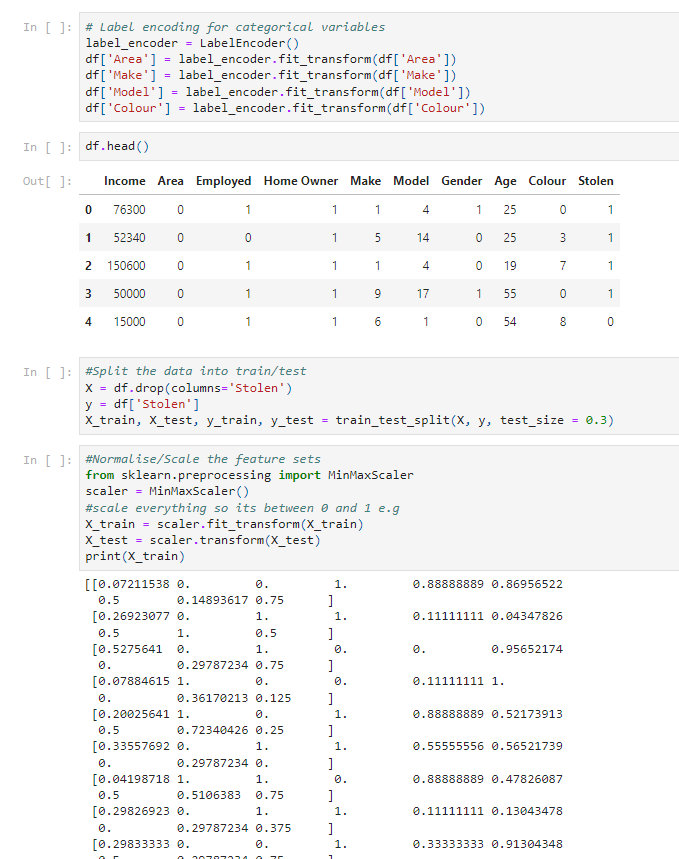 In [ ]: # Label encoding for categorical variables
label_encoder = LabelEncoder()
df['Area'] = label_encoder.fit_transform(df['Area'])
df['Make'] = label_encoder.fit_transform(df['Make'])
df['Model'] = label_encoder.fit_transform(df['Model'])
df['Colour'] = label_encoder.fit_transform(df['Colour'])
In [ ]: df.head()
Out[ ]: Income Area Employed Home Owner Make Model Gender Age Colour Stolen
0 76300 0 1 1 1 4 1 25 0 1
1 52340 0 0 1 5 14 0 25 3 1
2 150600 0 1 1 1 4 0 19 7 1
3 50000 0 1 1 9 17 1 55 0 1
4 15000 0 1 1 6 1 0 54 8 0
In [ ]: #Split the data into train/test
X = df.drop(columns='Stolen')
y = df['Stolen']
X_train, X_test, y_train, y_test = train_test_split(X, y, test_size = 0.3)
In [ ]: #Normalise/Scale the feature sets
from sklearn.preprocessing import MinMaxScaler
scaler = MinMaxScaler()
#scale everything so its between 0 and 1 e.g
X_train = scaler.fit_transform(X_train)
X_test = scaler.transform(X_test)
print(X_train)
[[0.07211538 0. 0. 1. 0.88888889 0.86956522
0.5 0.14893617 0.75 ]
[0.26923077 0. 1. 1. 0.11111111 0.04347826
0.5 1. 0.5 ]
[0.5275641 0. 1. 0. 0. 0.95652174
0. 0.29787234 0.75 ]
[0.07884615 1. 0. 0. 0.11111111 1.
0. 0.36170213 0.125 ]
[0.20025641 1. 0. 1. 0.88888889 0.52173913
0.5 0.72340426 0.25 ]
[0.33557692 0. 1. 1. 0.55555556 0.56521739
0. 0.29787234 0. ]
[0.04198718 1. 1. 0. 0.88888889 0.47826087
0.5 0.5106383 0.75 ]
[0.29826923 0. 1. 1. 0.11111111 0.13043478
0. 0.29787234 0.375 ]
[0.29833333 0. 0. 1. 0.33333333 0.91304348